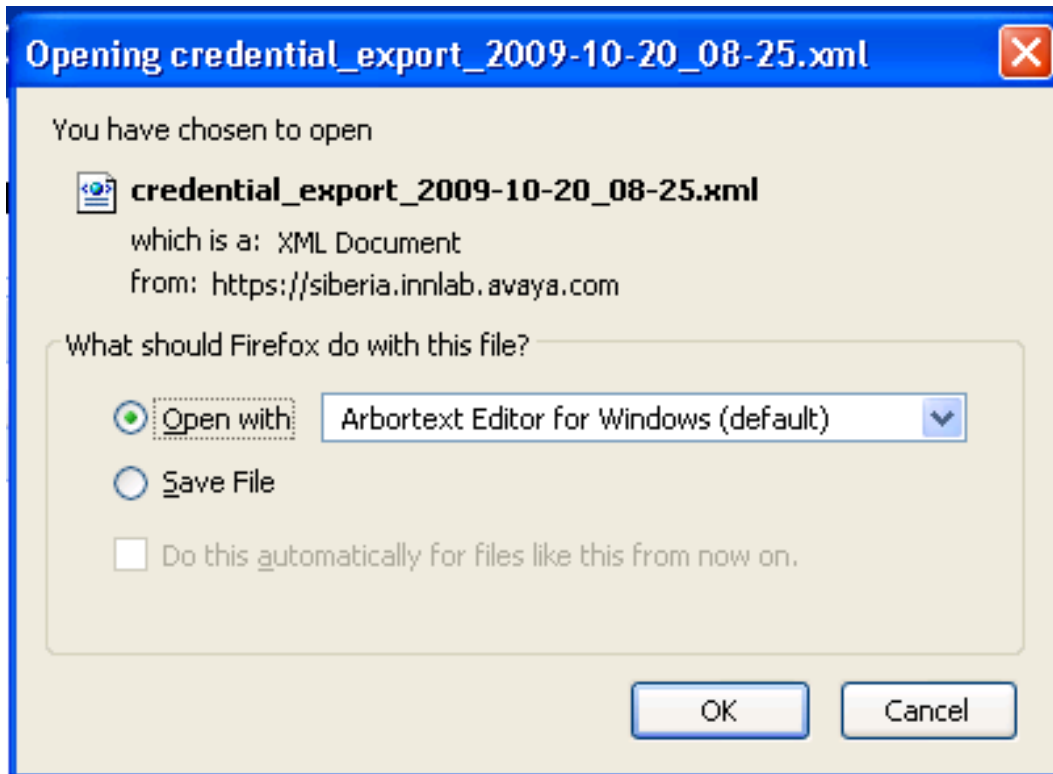 Opening credential_export_2009-10-20_08-25.xml
You have chosen to open
credential_export_2009-10-20_08-25.xml
which is a: XML Document
from: https://siberia.innlab.avaya.com
What should Firefox do with this file?
Open with Arbortext Editor for Windows (default)
Save File
Do this automatically for files like this from now on.
OK Cancel